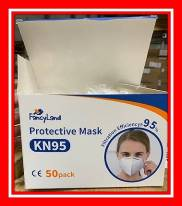 FancyLand
Protective Mask
KN95
CE 50pack
Filtration Efficiency≥95%